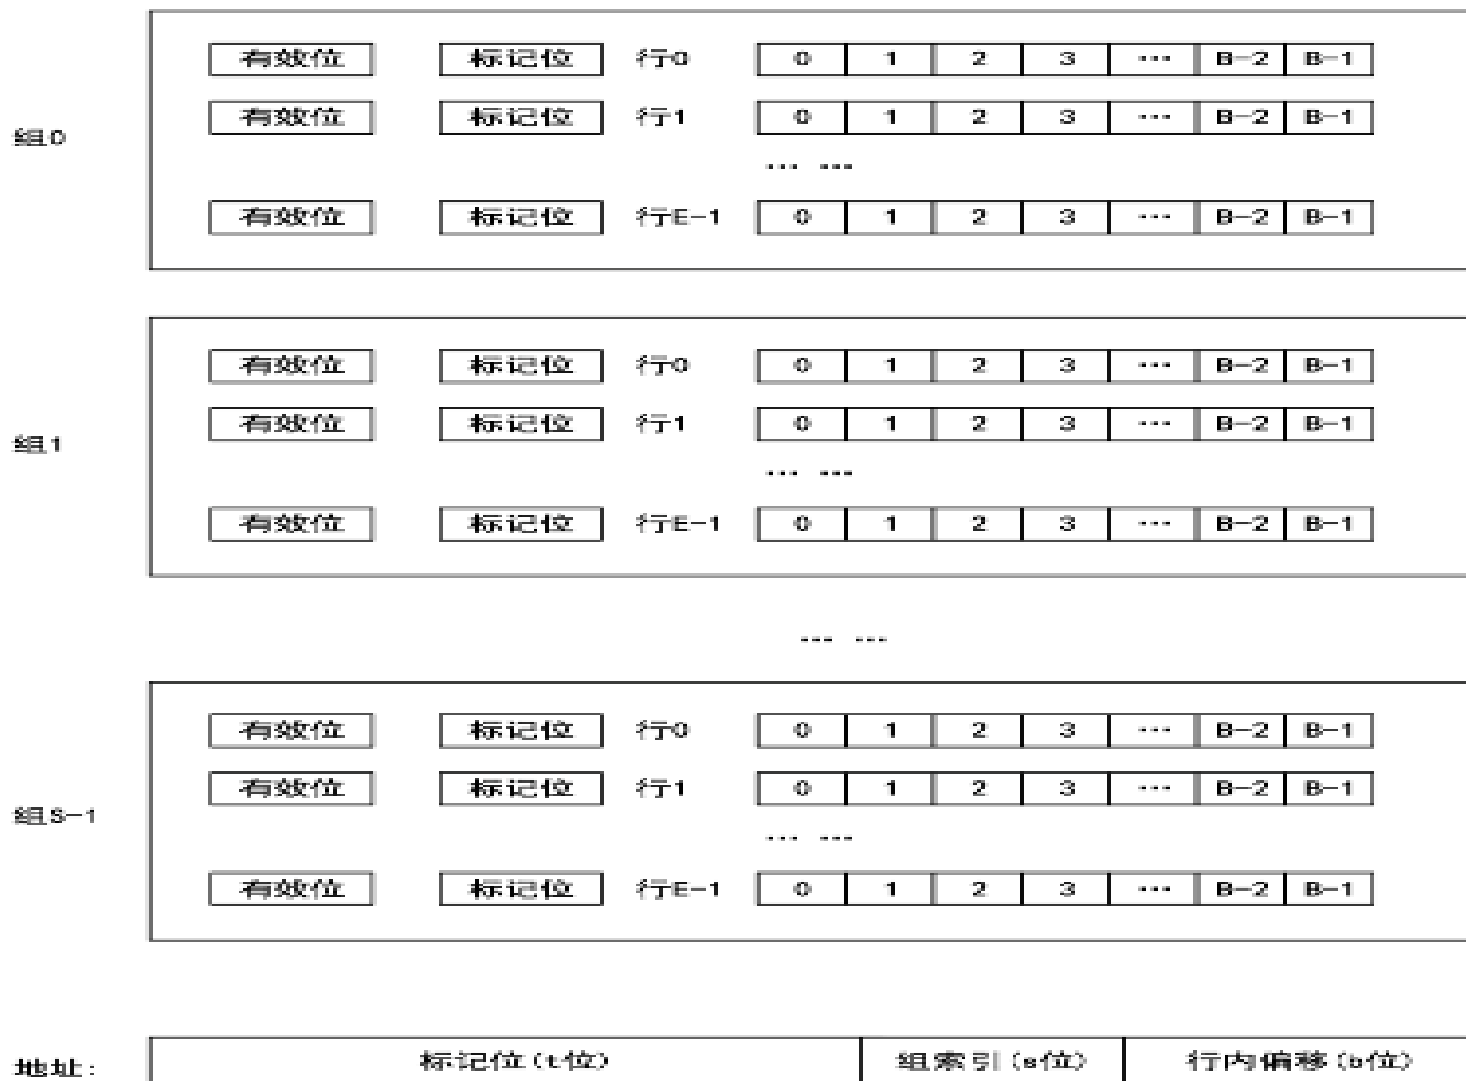 有效位 标记位 行0 0 1 2 3 ... B-2 B-1
组0
有效位 标记位 行1 0 1 2 3 ... B-2 B-1
... ...
有效位 标记位 行E-1 0 1 2 3 ... B-2 B-1
有效位 标记位 行0 0 1 2 3 ... B-2 B-1
组1
有效位 标记位 行1 0 1 2 3 ... B-2 B-1
... ...
有效位 标记位 行E-1 0 1 2 3 ... B-2 B-1
... ...
有效位 标记位 行0 0 1 2 3 ... B-2 B-1
组S-1
有效位 标记位 行1 0 1 2 3 ... B-2 B-1
... ...
有效位 标记位 行E-1 0 1 2 3 ... B-2 B-1
地址: 标记位(t位) 组索引(s位) 行内偏移(b位)